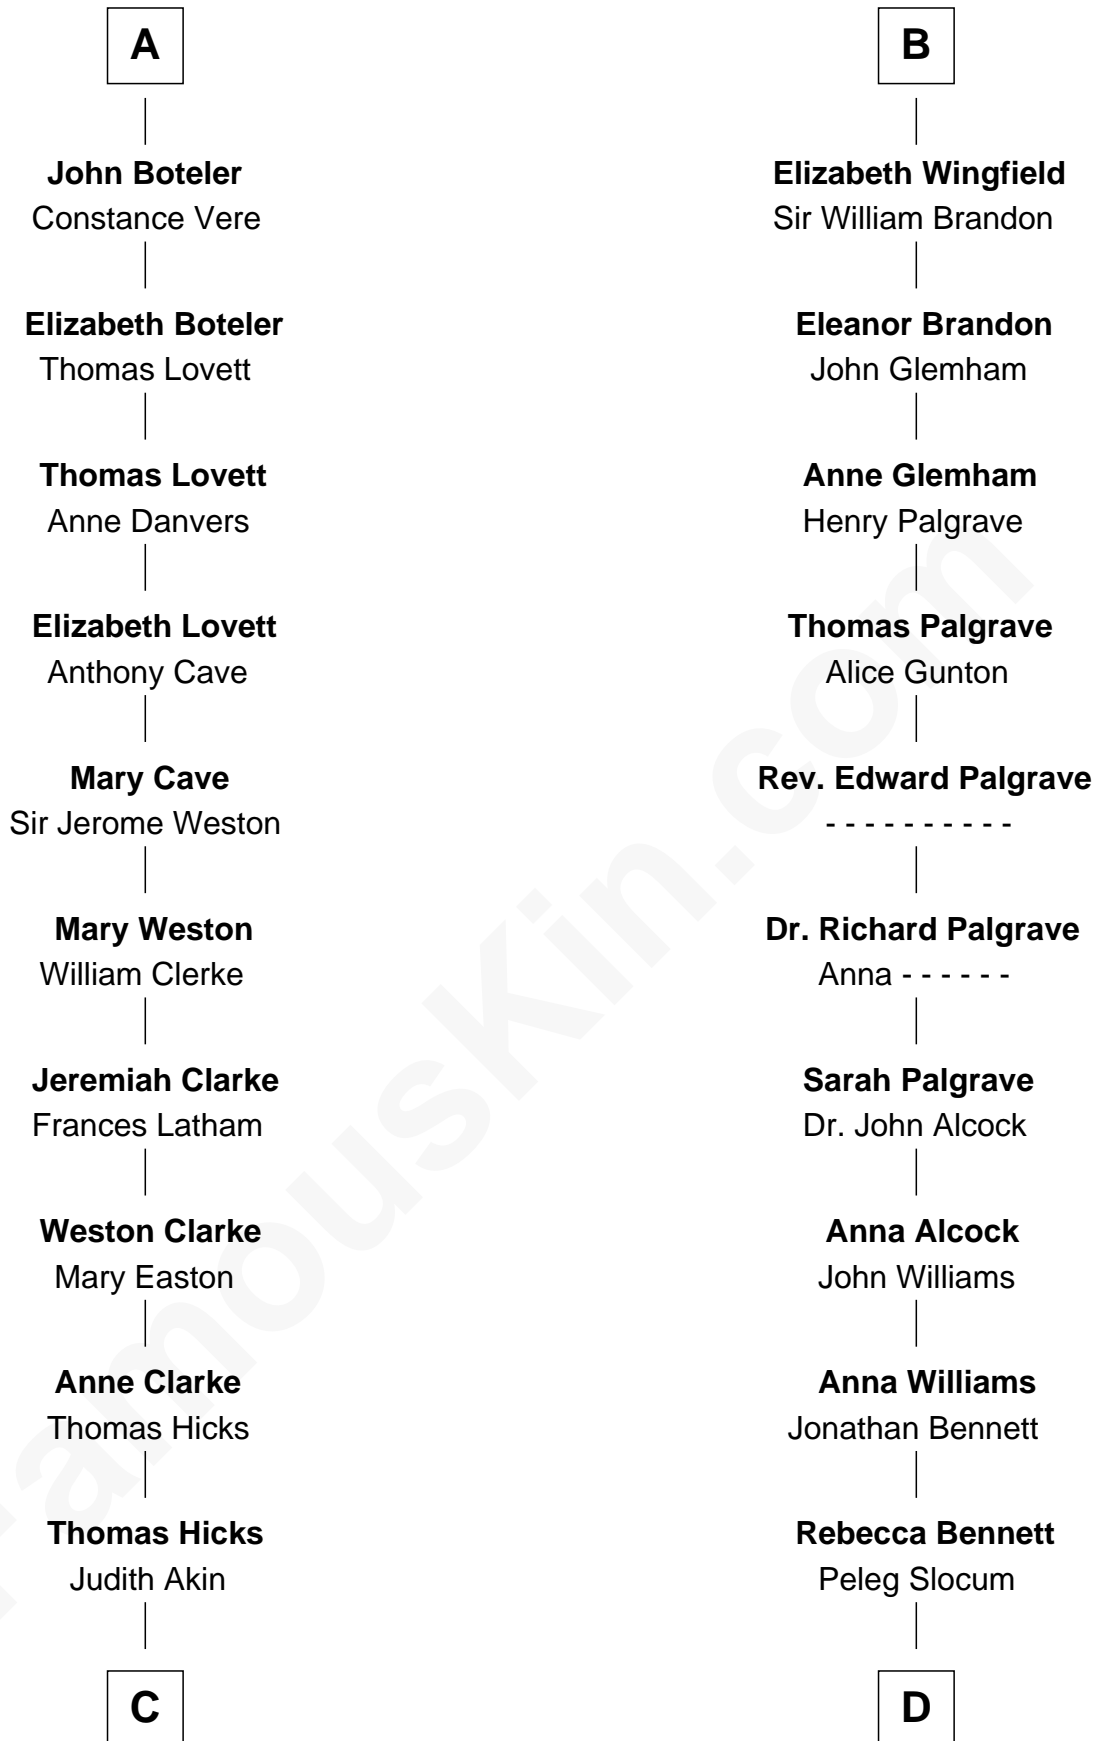 A
John Boteler
Constance Vere
Elizabeth Boteler
Thomas Lovett
Thomas Lovett
Anne Danvers
Elizabeth Lovett
Anthony Cave
Mary Cave
Sir Jerome Weston
Mary Weston
William Clerke
Jeremiah Clarke
Frances Latham
Weston Clarke
Mary Easton
Anne Clarke
Thomas Hicks
Thomas Hicks
Judith Akin
C
B
Elizabeth Wingfield
Sir William Brandon
Eleanor Brandon
John Glemham
Anne Glemham
Henry Palgrave
Thomas Palgrave
Alice Gunton
Rev. Edward Palgrave
- - - - - - - - - -
Dr. Richard Palgrave
Anna - - - - - -
Sarah Palgrave
Dr. John Alcock
Anna Alcock
John Williams
Anna Williams
Jonathan Bennett
Rebecca Bennett
Peleg Slocum
D
FamousKin.com